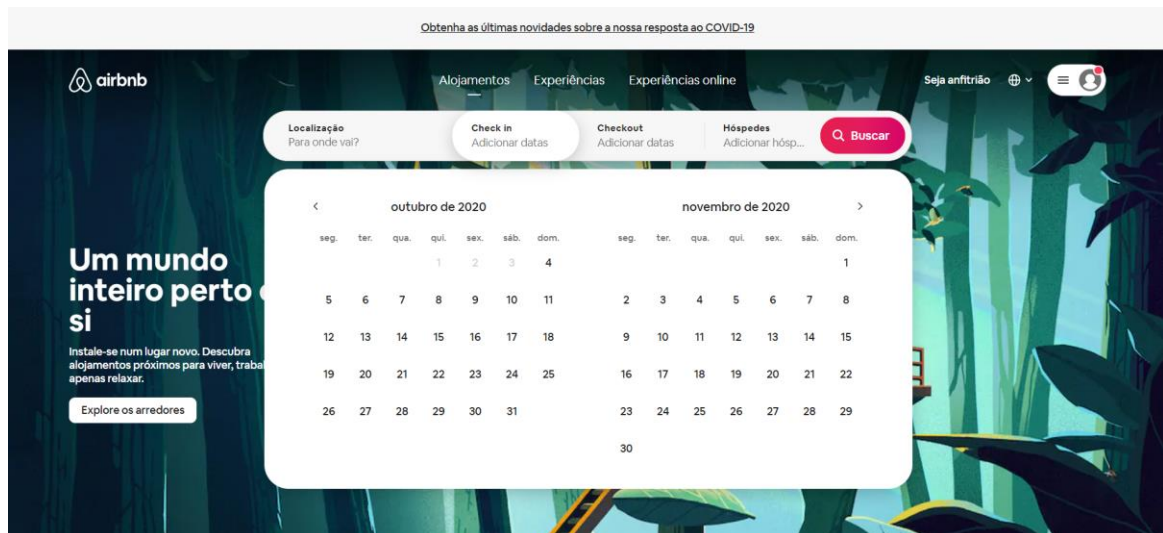 Obtenha as últimas novidades sobre a nossa resposta ao COVID-19
airbnb
Alojamentos Experiências Experiências online
Seja anfitrião
Localização Check in Checkout Hóspedes
Para onde vai? Adicionar datas Adicionar datas Adicionar hósp...
Buscar
outubro de 2020
seg. ter. qua. qui. sex. sáb. dom.
1 2 3 4
5 6 7 8 9 10 11
12 13 14 15 16 17 18
19 20 21 22 23 24 25
26 27 28 29 30 31
novembro de 2020
seg. ter. qua. qui. sex. sáb. dom.
1
2 3 4 5 6 7 8
9 10 11 12 13 14 15
16 17 18 19 20 21 22
23 24 25 26 27 28 29
30
Um mundo
inteiro perto
si
Instale-se num lugar novo. Descubra
alojamentos próximos para viver,
apenas relaxar.
Explore os arredores